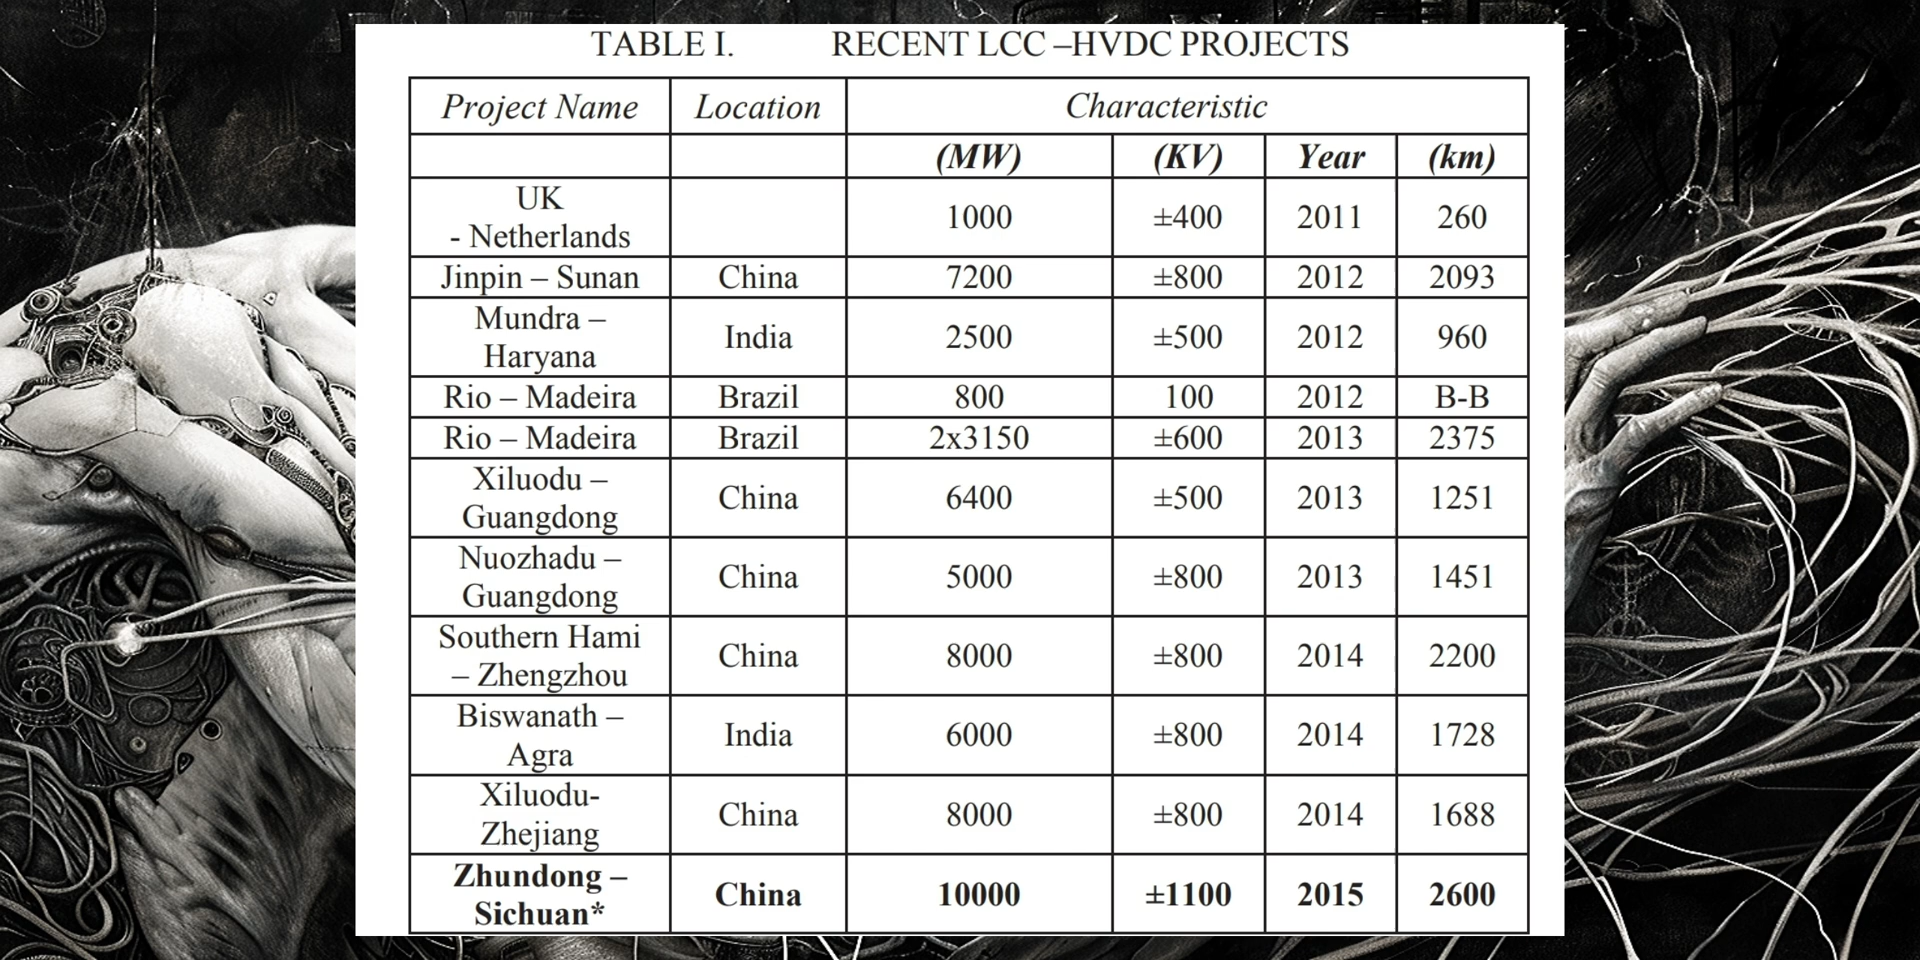 TABLE I. RECENT LCC –HVDC PROJECTS
Project Name Location Characteristic
(MW) (KV) Year (km)
UK
- Netherlands 1000 ±400 2011 260
Jinpin – Sunan China 7200 ±800 2012 2093
Mundra –
Haryana India 2500 ±500 2012 960
Rio – Madeira Brazil 800 100 2012 B-B
Rio – Madeira Brazil 2x3150 ±600 2013 2375
Xiluodu –
Guangdong China 6400 ±500 2013 1251
Nuozhadu –
Guangdong China 5000 ±800 2013 1451
Southern Hami
– Zhengzhou China 8000 ±800 2014 2200
Biswanath –
Agra India 6000 ±800 2014 1728
Xiluodu-
Zhejiang China 8000 ±800 2014 1688
Zhundong –
Sichuan* China 10000 ±1100 2015 2600